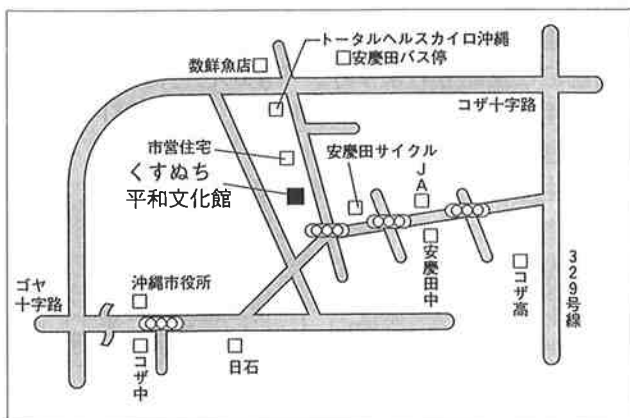 トータルヘルスカイロ沖縄
数鮮魚店
安慶田バス停
コザ十字路
市営住宅
安慶田サイクル
くすぬち
平和文化館
JA
安慶田中
コザ高
329号線
ゴヤ
十字路
沖縄市役所
コザ中
日石